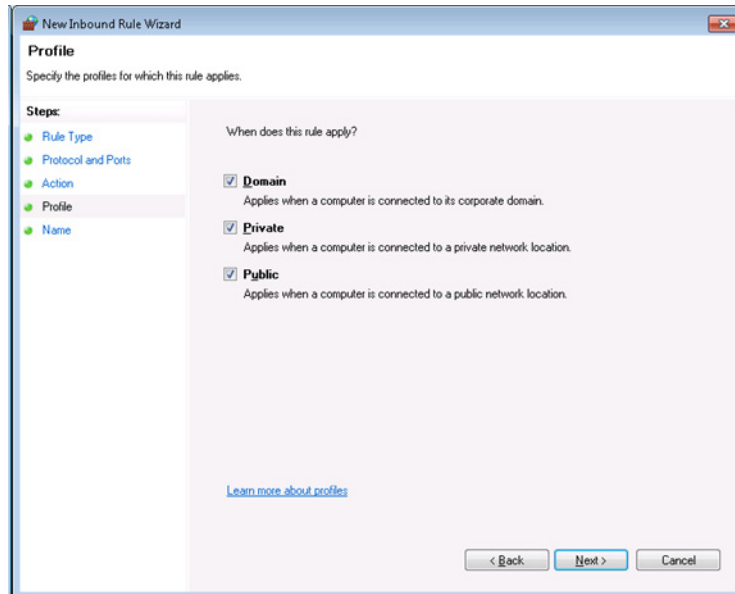 New Inbound Rule Wizard
Profile
Specify the profiles for which this rule applies.
Steps:
Rule Type
Protocol and Ports
Action
Profile
Name
When does this rule apply?
Domain
Applies when a computer is connected to its corporate domain.
Private
Applies when a computer is connected to a private network location.
Public
Applies when a computer is connected to a public network location.
Learn more about profiles
< Back
Next >
Cancel